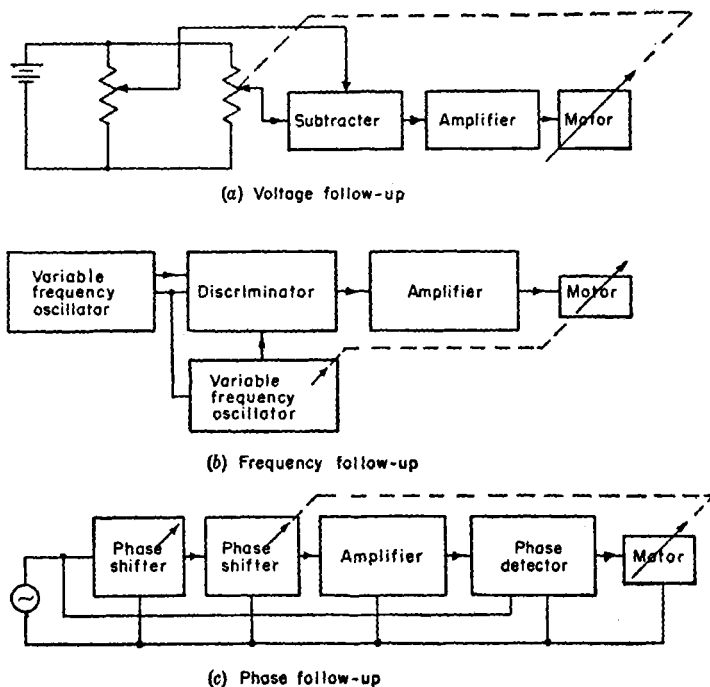 Subtracter
Amplifier
Motor
(a) Voltage follow-up
Variable
frequency
oscillator
Discriminator
Amplifier
Motor
Variable
frequency
oscillator
(b) Frequency follow-up
Phase
shifter
Phase
shifter
Amplifier
Phase
detector
Motor
(c) Phase follow-up